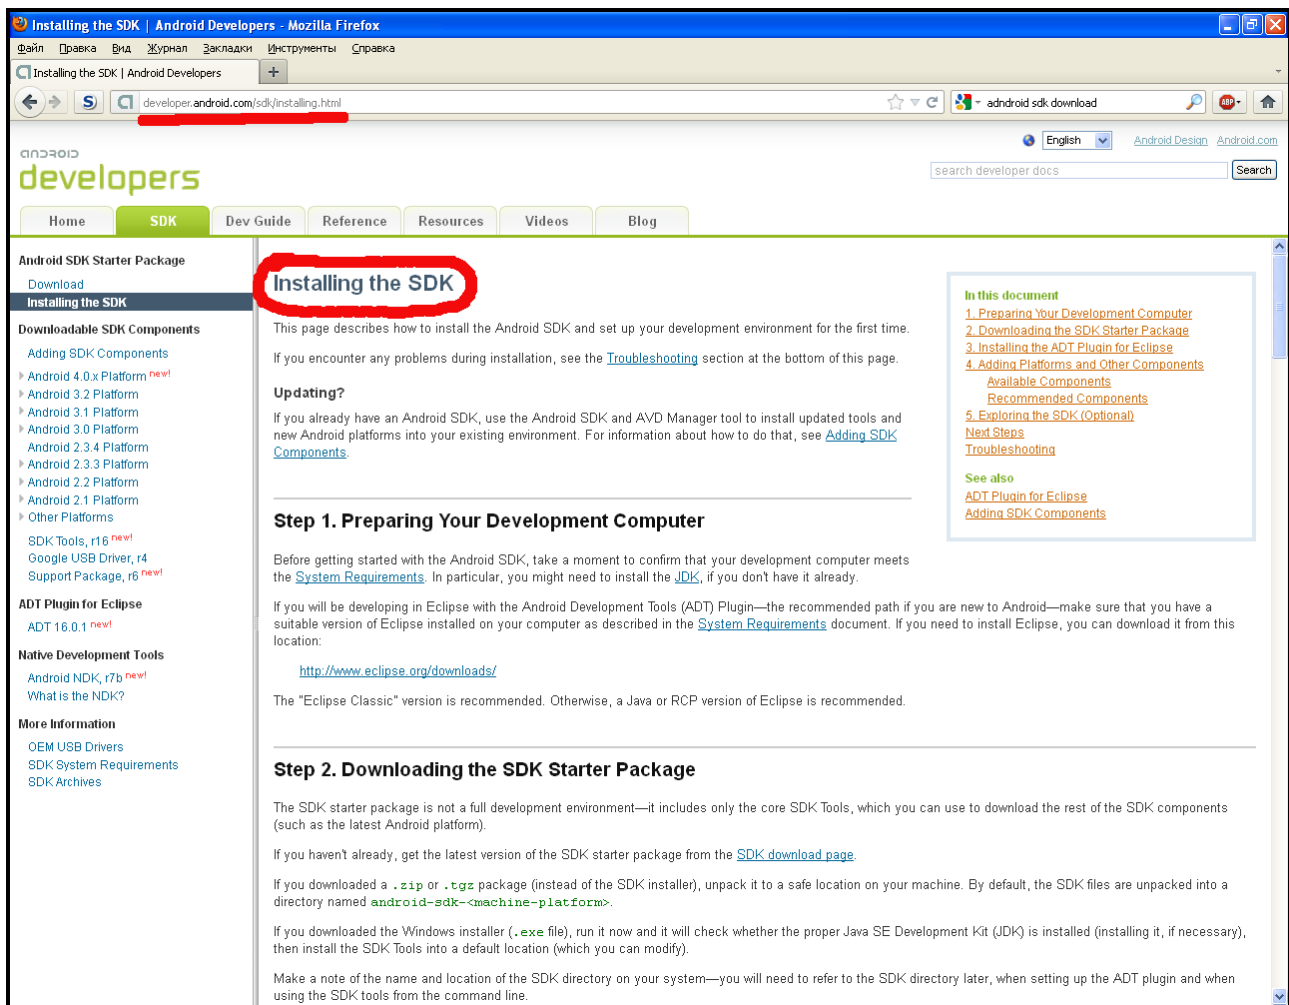 Installing the SDK | Android Developers - Mozilla Firefox
Файл Правка Вид Журнал Закладки Инструменты Справка
Installing the SDK | Android Developers
developer.android.com/sdk/installing.html
adndroid sdk download
ABP
English
Android Design Android.com
android
developers
search developer docs
Search
Home SDK Dev Guide Reference Resources Videos Blog
Android SDK Starter Package
Download
Installing the SDK
Downloadable SDK Components
Adding SDK Components
Android 4.0.x Platform new!
Android 3.2 Platform
Android 3.1 Platform
Android 3.0 Platform
Android 2.3.4 Platform
Android 2.3.3 Platform
Android 2.2 Platform
Android 2.1 Platform
Other Platforms
SDK Tools, r16 new!
Google USB Driver, r4
Support Package, r6 new!
ADT Plugin for Eclipse
ADT 16.0.1 new!
Native Development Tools
Android NDK, r7b new!
What is the NDK?
More Information
OEM USB Drivers
SDK System Requirements
SDK Archives
Installing the SDK
This page describes how to install the Android SDK and set up your development environment for the first time.
If you encounter any problems during installation, see the Troubleshooting section at the bottom of this page.
Updating?
If you already have an Android SDK, use the Android SDK and AVD Manager tool to install updated tools and
new Android platforms into your existing environment. For information about how to do that, see Adding SDK
Components.
In this document
1. Preparing Your Development Computer
2. Downloading the SDK Starter Package
3. Installing the ADT Plugin for Eclipse
4. Adding Platforms and Other Components
Available Components
Recommended Components
5. Exploring the SDK (Optional)
Next Steps
Troubleshooting
See also
ADT Plugin for Eclipse
Adding SDK Components
Step 1. Preparing Your Development Computer
Before getting started with the Android SDK, take a moment to confirm that your development computer meets
the System Requirements. In particular, you might need to install the JDK, if you don't have it already.
If you will be developing in Eclipse with the Android Development Tools (ADT) Plugin—the recommended path if you are new to Android—make sure that you have a
suitable version of Eclipse installed on your computer as described in the System Requirements document. If you need to install Eclipse, you can download it from this
location:
http://www.eclipse.org/downloads/
The "Eclipse Classic" version is recommended. Otherwise, a Java or RCP version of Eclipse is recommended.
Step 2. Downloading the SDK Starter Package
The SDK starter package is not a full development environment—it includes only the core SDK Tools, which you can use to download the rest of the SDK components
(such as the latest Android platform).
If you haven't already, get the latest version of the SDK starter package from the SDK download page.
If you downloaded a .zip or .tgz package (instead of the SDK installer), unpack it to a safe location on your machine. By default, the SDK files are unpacked into a
directory named android-sdk-<machine-platform>.
If you downloaded the Windows installer (.exe file), run it now and it will check whether the proper Java SE Development Kit (JDK) is installed (installing it, if necessary),
then install the SDK Tools into a default location (which you can modify).
Make a note of the name and location of the SDK directory on your system—you will need to refer to the SDK directory later, when setting up the ADT plugin and when
using the SDK tools from the command line.